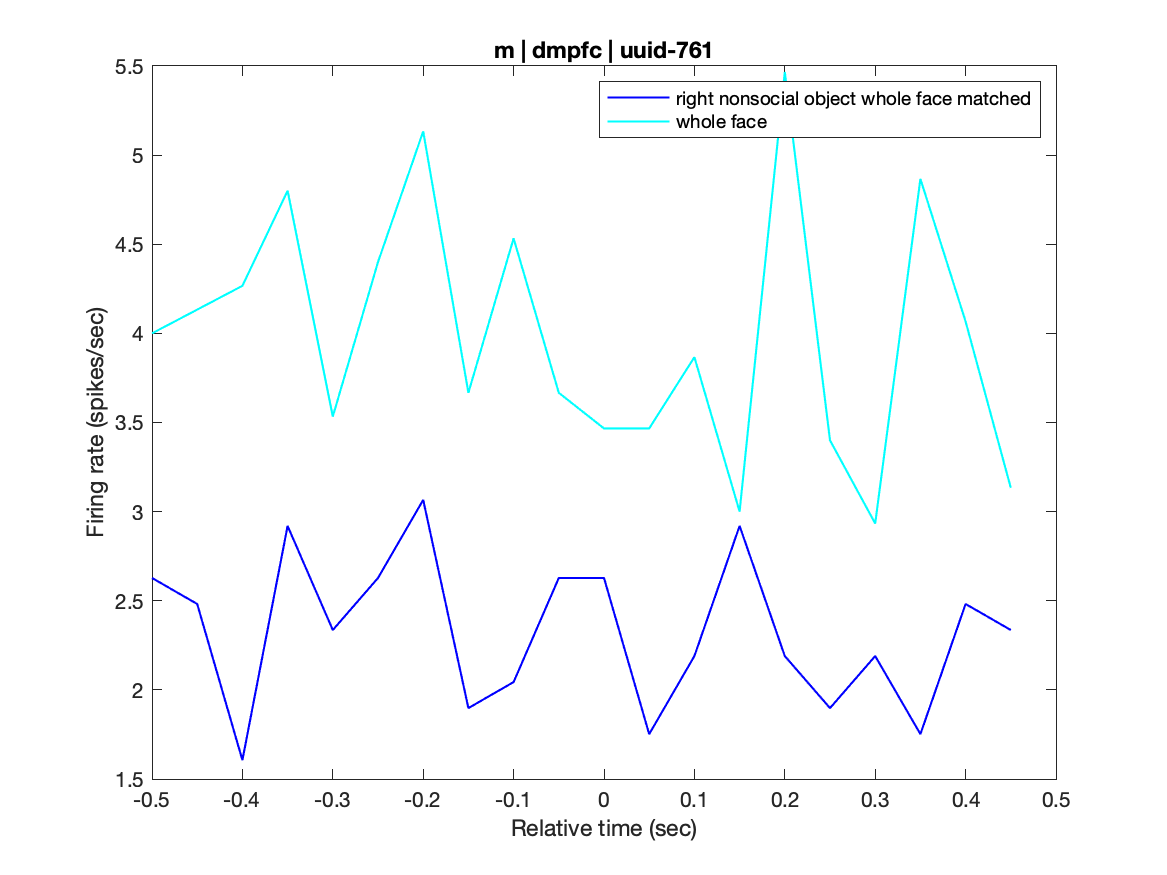 m | dmpfc | uuid-761
right nonsocial object whole face matched
whole face
5.5
5
4.5
4
3.5
3
2.5
2
1.5
Firing rate (spikes/sec)
-0.5 -0.4 -0.3 -0.2 -0.1 0 0.1 0.2 0.3 0.4 0.5
Relative time (sec)